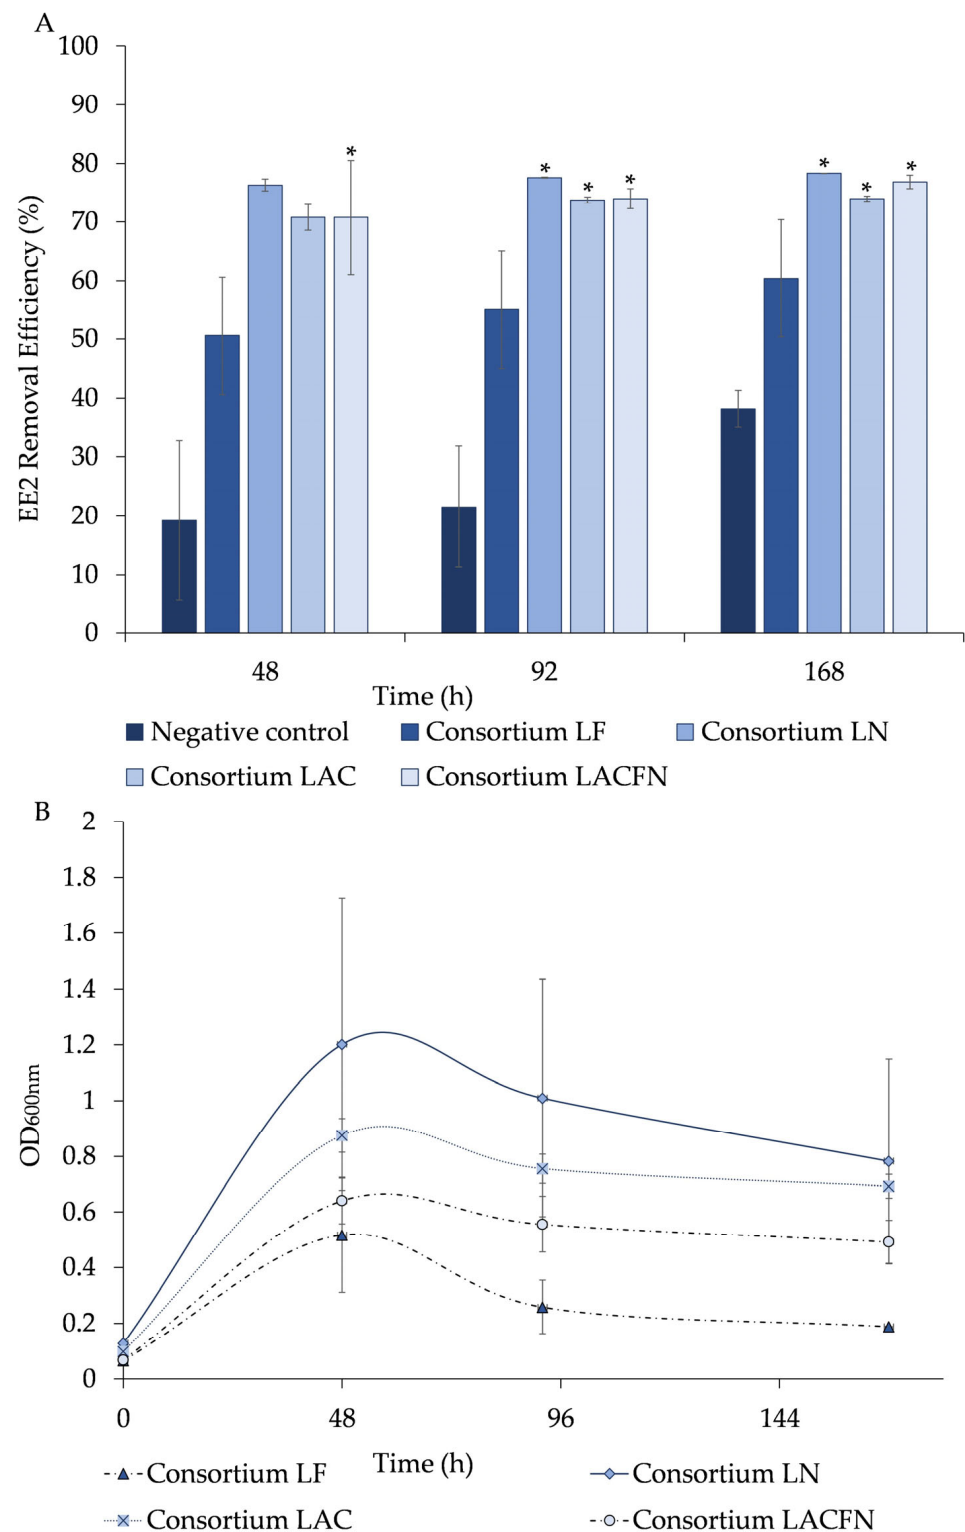 A
100
90
80
70
60
50
40
30
20
10
0
EE2 Removal Efficiency (%)
*
* * *
* * *
48 92 168
Time (h)
Negative control Consortium LF Consortium LN
Consortium LAC Consortium LACFN
B
2
1.8
1.6
1.4
1.2
1
0.8
0.6
0.4
0.2
0
OD600nm
0 48 96 144
Time (h)
Consortium LF Consortium LN
Consortium LAC Consortium LACFN